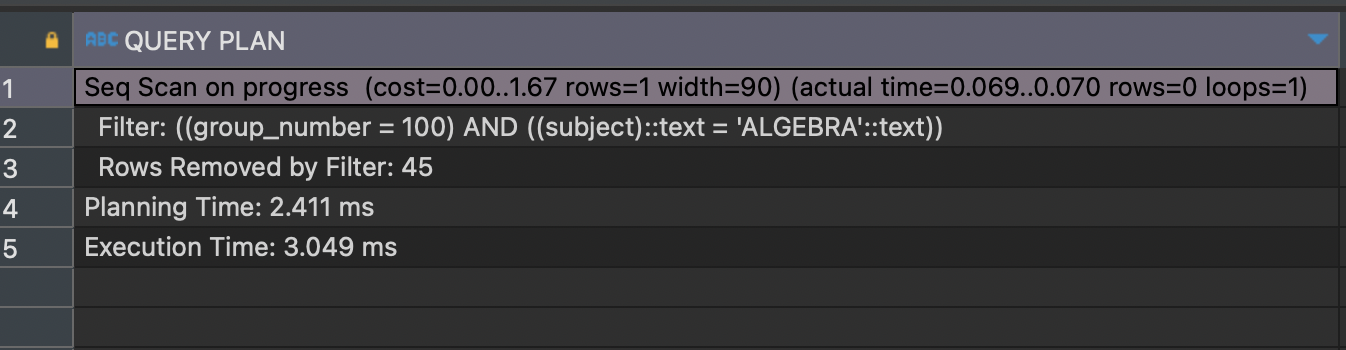 ABC QUERY PLAN
1 Seq Scan on progress (cost=0.00..1.67 rows=1 width=90) (actual time=0.069..0.070 rows=0 loops=1)
2 Filter: ((group_number = 100) AND ((subject)::text = 'ALGEBRA'::text))
3 Rows Removed by Filter: 45
4 Planning Time: 2.411 ms
5 Execution Time: 3.049 ms